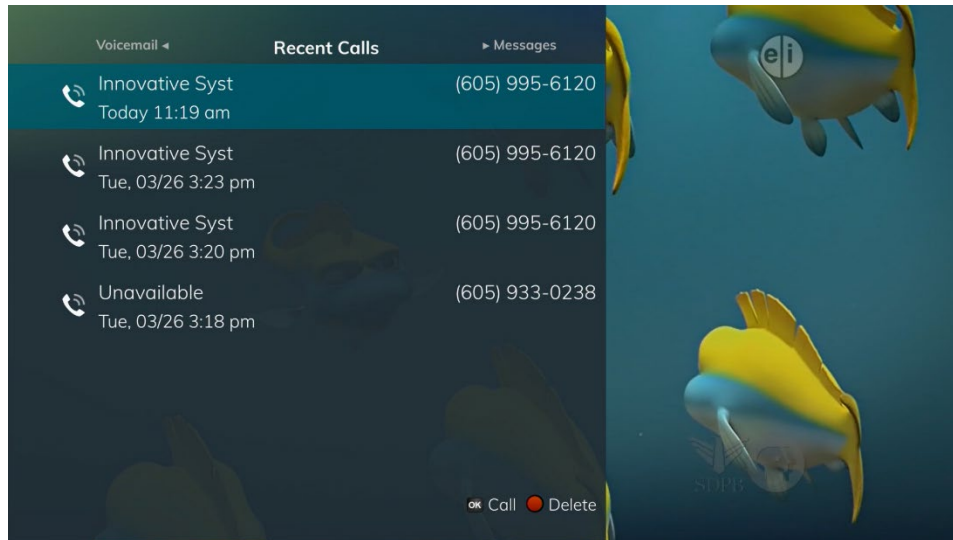 Voicemail ◂ Recent Calls ▸ Messages
Innovative Syst (605) 995-6120
Today 11:19 am
Innovative Syst (605) 995-6120
Tue, 03/26 3:23 pm
Innovative Syst (605) 995-6120
Tue, 03/26 3:20 pm
Unavailable (605) 933-0238
Tue, 03/26 3:18 pm
OK Call Delete
e|i
SDPB